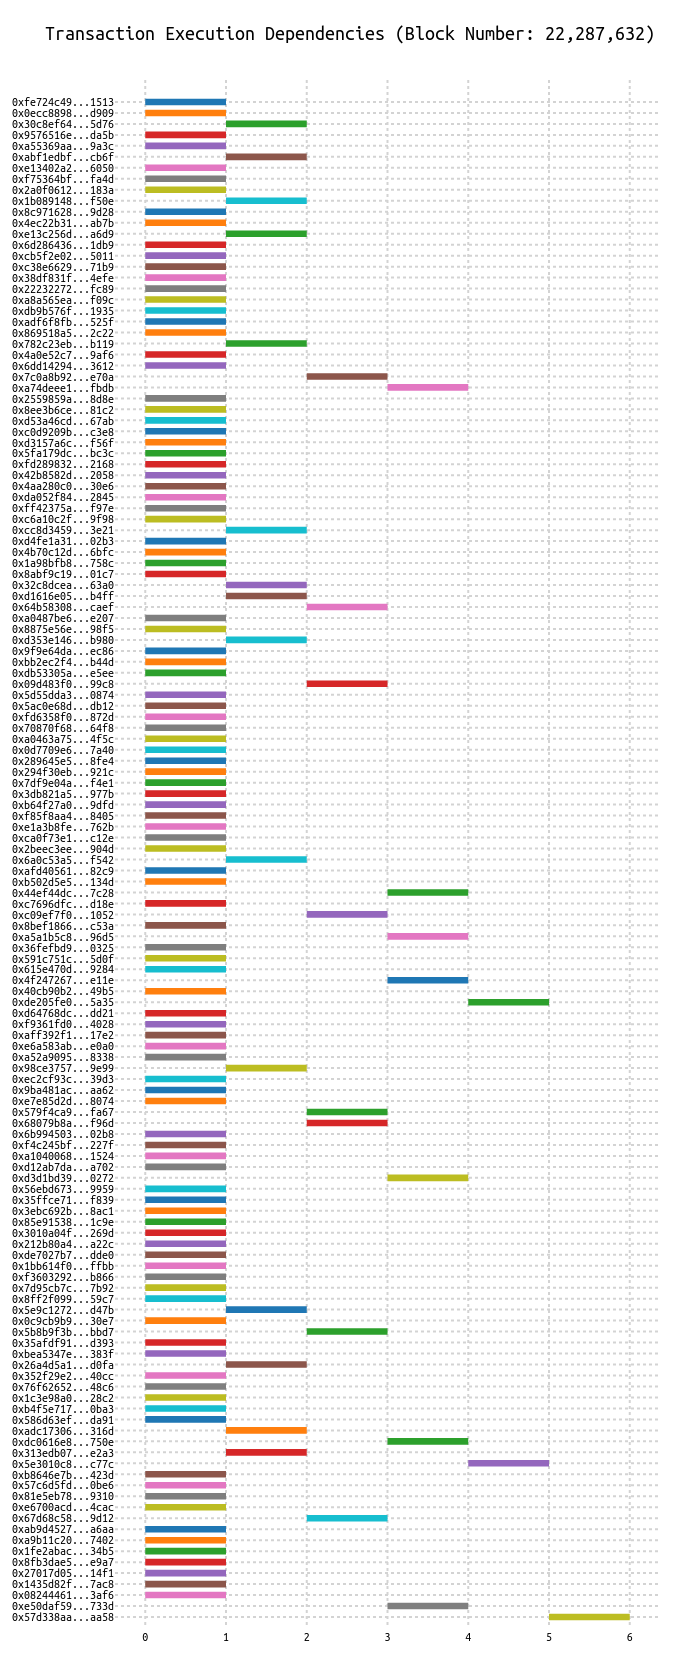 Transaction Execution Dependencies (Block Number: 22,287,632)
0xfe724c49...1513
0x0ecc8898...d909
0x30c8ef64...5d76
0x9576516e...da5b
0xa55369aa...9a3c
0xabf1edbf...cb6f
0xe13402a2...6050
0xf75364bf...fa4d
0x2a0f0612...183a
0x1b089148...f50e
0x8c971628...9d28
0x4ec22b31...ab7b
0xe13c256d...a6d9
0x6d286436...1db9
0xcb5f2e02...5011
0xc38e6629...71b9
0x38df831f...4efe
0x22232272...fc89
0xa8a565ea...f09c
0xdb9b576f...1935
0xadf6f8fb...525f
0x869518a5...2c22
0x782c23eb...b119
0x4a0e52c7...9af6
0x6dd14294...3612
0x7c0a8b92...e70a
0xa74deee1...fbdb
0x2559859a...8d8e
0x8ee3b6ce...81c2
0xd53a46cd...67ab
0xc0d9209b...c3e8
0xd3157a6c...f56f
0x5fa179dc...bc3c
0xfd289832...2168
0x42b8582d...2058
0x4aa280c0...30e6
0xda052f84...2845
0xff42375a...f97e
0xc6a10c2f...9f98
0xcc8d3459...3e21
0xd4fe1a31...02b3
0x4b70c12d...6bfc
0x1a98bfb8...758c
0x8abf9c19...01c7
0x32c8dcea...63a0
0xd1616e05...b4ff
0x64b58308...caef
0xa0487be6...e207
0x8875e56e...98f5
0xd353e146...b980
0x9f9e64da...ec86
0xbb2ec2f4...b44d
0xdb53305a...e5ee
0x09d483f0...99c8
0x5d55dda3...0874
0x5ac0e68d...db12
0xfd6358f0...872d
0x70870f68...64f8
0xa0463a75...4f5c
0x0d7709e6...7a40
0x289645e5...8fe4
0x294f30eb...921c
0x7df9e04a...f4e1
0x3db821a5...977b
0xb64f27a0...9dfd
0xf85f8aa4...8405
0xe1a3b8fe...762b
0xca0f73e1...c12e
0x2beec3ee...904d
0x6a0c53a5...f542
0xafd40561...82c9
0xb502d5e5...134d
0x44ef44dc...7c28
0xc7696dfc...d18e
0xc09ef7f0...1052
0x8bef1866...c53a
0xa5a1b5c8...96d5
0x36fefbd9...0325
0x591c751c...5d0f
0x615e470d...9284
0x4f247267...e11e
0x40cb90b2...49b5
0xde205fe0...5a35
0xd64768dc...dd21
0xf9361fd0...4028
0xaff392f1...17e2
0xe6a583ab...e0a0
0xa52a9095...8338
0x98ce3757...9e99
0xec2cf93c...39d3
0x9ba481ac...aa62
0xe7e85d2d...8074
0x579f4ca9...fa67
0x68079b8a...f96d
0x6b994503...02b8
0xf4c245bf...227f
0xa1040068...1524
0xd12ab7da...a702
0xd3d1bd39...0272
0x56ebd673...9959
0x35ffce71...f839
0x3ebc692b...8ac1
0x85e91538...1c9e
0x3010a04f...269d
0x212b80a4...a22c
0xde7027b7...dde0
0x1bb614f0...ffbb
0xf3603292...b866
0x7d95cb7c...7b92
0x8ff2f099...59c7
0x5e9c1272...d47b
0x0c9cb9b9...30e7
0x5b8b9f3b...bbd7
0x35afdf91...d393
0xbea5347e...383f
0x26a4d5a1...d0fa
0x352f29e2...40cc
0x76f62652...48c6
0x1c3e98a0...28c2
0xb4f5e717...0ba3
0x586d63ef...da91
0xadc17306...316d
0xdc0616e8...750e
0x313edb07...e2a3
0x5e3010c8...c77c
0xb8646e7b...423d
0x57c6d5fd...0be6
0x81e5eb78...9310
0xe6700acd...4cac
0x67d68c58...9d12
0xab9d4527...a6aa
0xa9b11c20...7402
0x1fe2abac...34b5
0x8fb3dae5...e9a7
0x27017d05...14f1
0x1435d82f...7ac8
0x08244461...3af6
0xe50daf59...733d
0x57d338aa...aa58
0 1 2 3 4 5 6